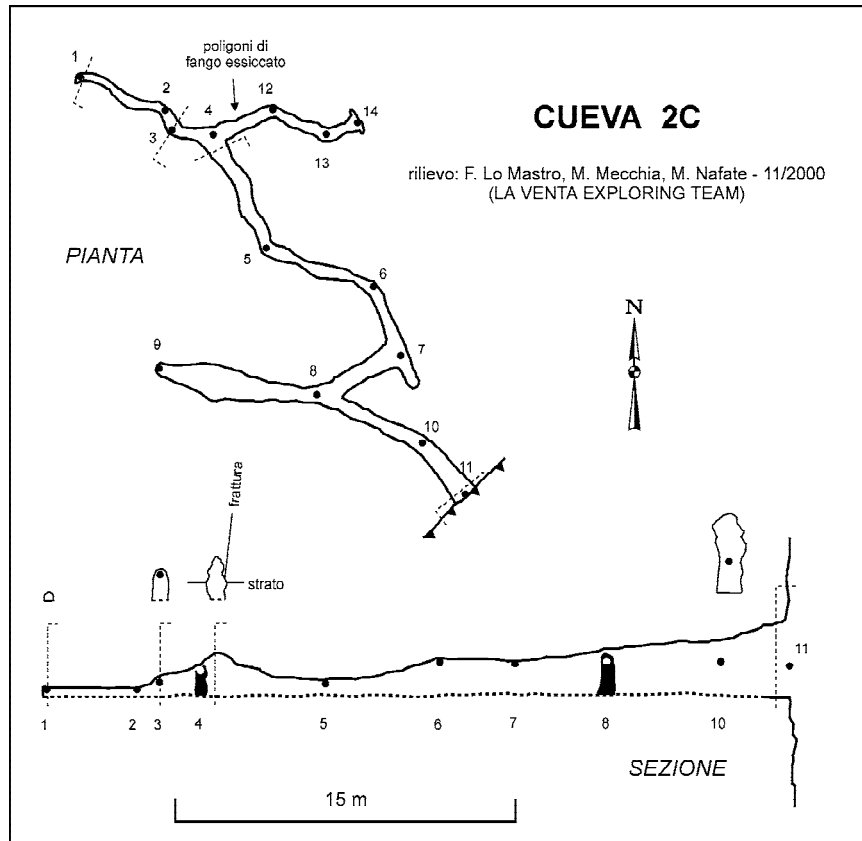 poligoni di
fango essiccato
1
2
3
4
12
13
14
CUEVA 2C
rilievo: F. Lo Mastro, M. Mecchia, M. Nafate - 11/2000
(LA VENTA EXPLORING TEAM)
PIANTA
5
6
N
7
9
8
10
11
frattura
strato
11
1
2
3
4
5
6
7
8
10
SEZIONE
15 m